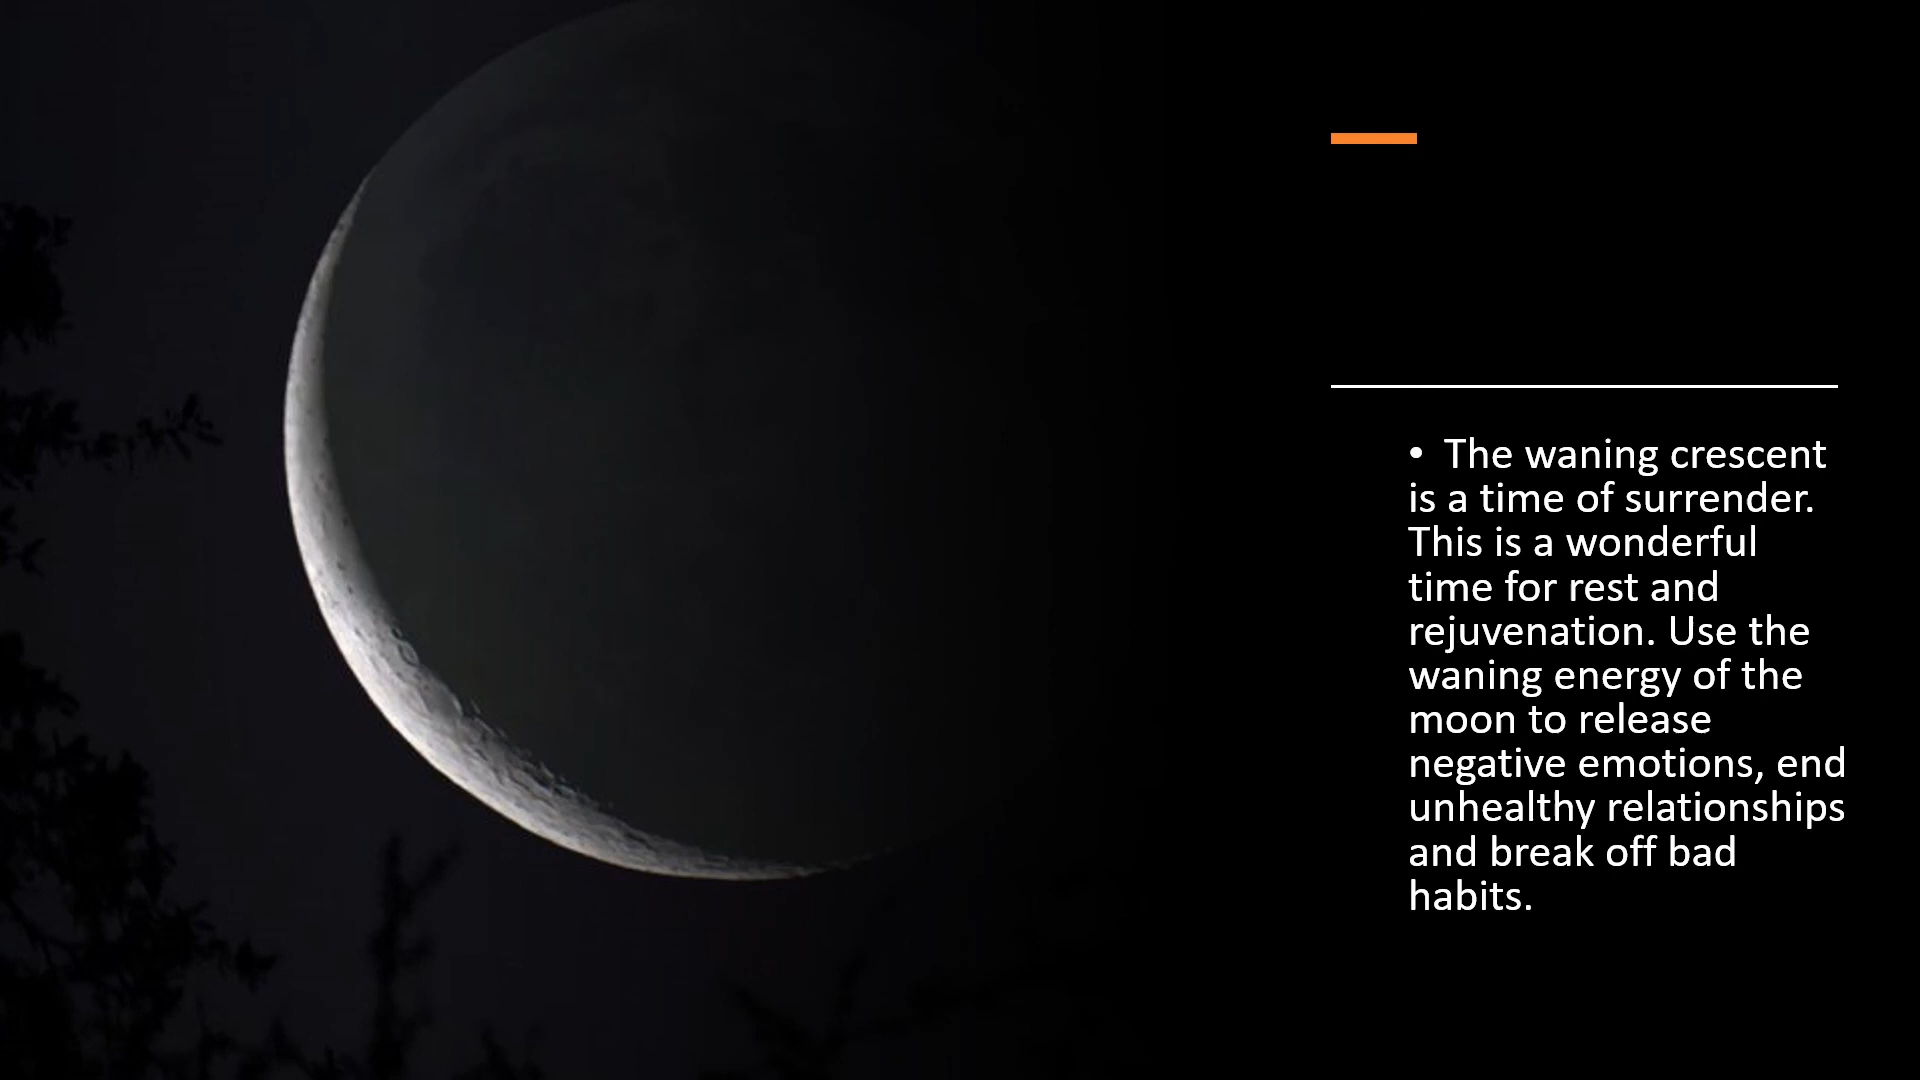 • The waning crescent
is a time of surrender.
This is a wonderful
time for rest and
rejuvenation. Use the
waning energy of the
moon to release
negative emotions, end
unhealthy relationships
and break off bad
habits.